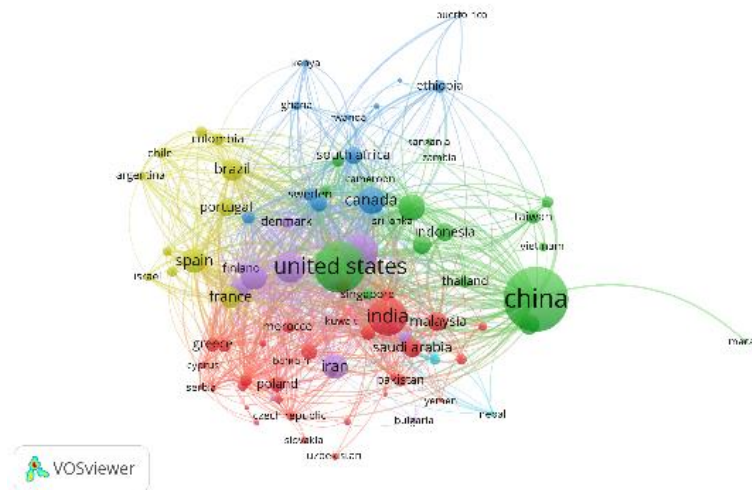 puerto rico
kenya
ethiopia
ghana
rwanda
colombia
tanzania
chile
south africa
zambia
brazil
argentina
cameroon
sweden
canada
portugal
taiwan
denmark
sri lanka
indonesia
vietnam
spain
finland
united states
israel
thailand
france
singapore
china
india
morocco
kuwait
malaysia
greece
saudi arabia
cyprus
bahrain
iran
serbia
poland
pakistan
yemen
czech republic
bulgaria
nepal
slovakia
uzbekistan
VOSviewer